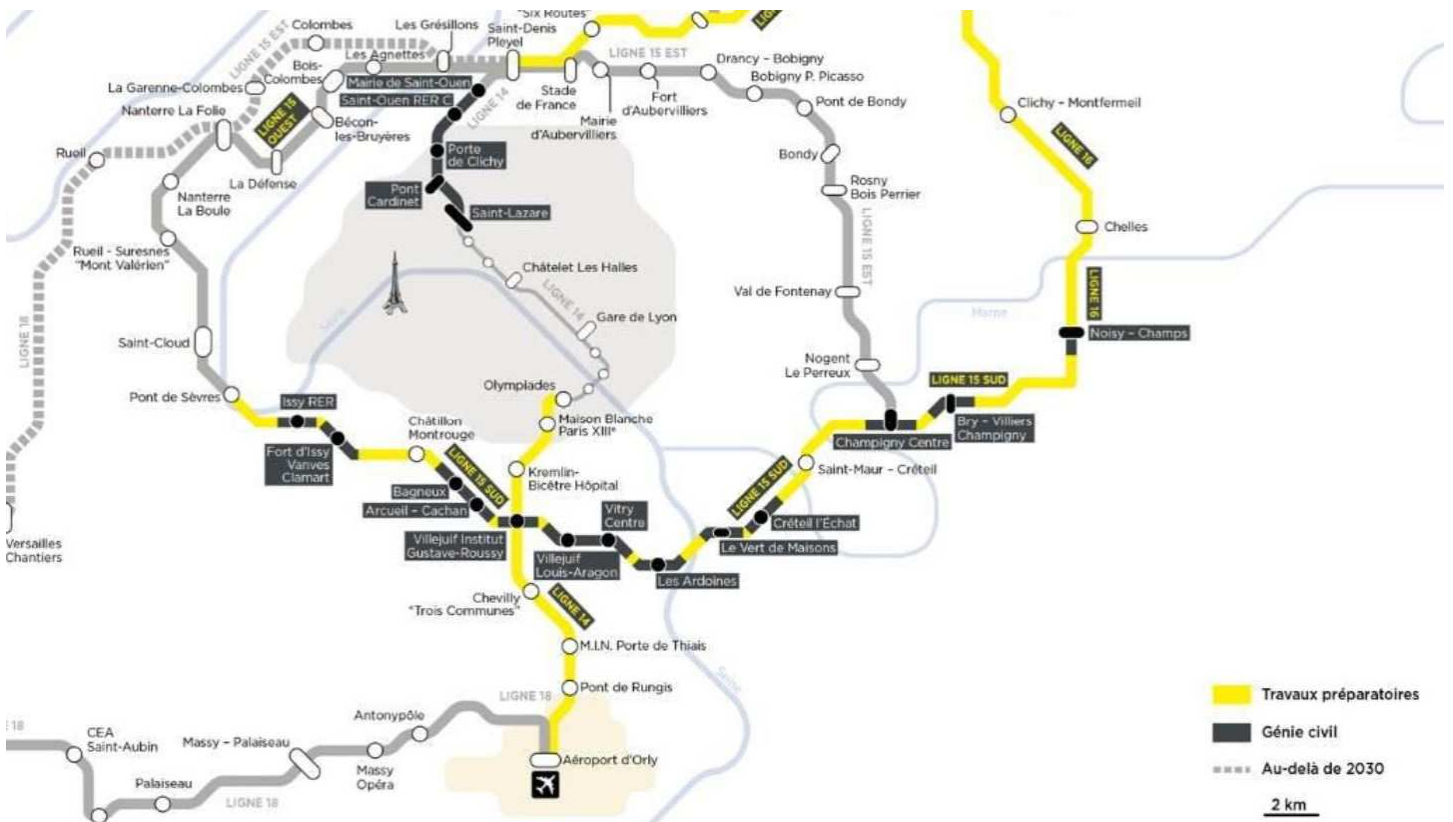 "Six Routes"
Colombes
Les Grésillons
Saint-Denis
Pleyel
LIGNE 15 EST
Les Agnettes
LIGNE 15 EST
Drancy – Bobigny
Bois-
Colombes
Mairie de Saint-Ouen
Bobigny P. Picasso
La Garenne-Colombes
Saint-Ouen RER C
LIGNE 14
Stade
de France
Fort
d'Aubervilliers
Pont de Bondy
Clichy – Montfermeil
Nanterre La Folie
LIGNE 15
OUEST
Bécon-
les-Bruyères
Mairie
d'Aubervilliers
LIGNE 16
Rueil
Porte
de Clichy
Bondy
La Défense
Pont
Cardinet
Rosny
Bois Perrier
Nanterre
La Boule
Saint-Lazare
Chelles
Rueil – Suresnes
"Mont Valérien"
LIGNE 15 EST
Châtelet Les Halles
LIGNE 16
Val de Fontenay
LIGNE 14
Seine
Marne
Gare de Lyon
Noisy – Champs
LIGNE 18
Saint-Cloud
Nogent
Le Perreux
LIGNE 15 SUD
Olympiades
Pont de Sèvres
Issy RER
Maison Blanche
Paris XIIIᵉ
Bry – Villiers
Champigny
Châtillon
Montrouge
Champigny Centre
Fort d'Issy
Vanves
Clamart
LIGNE 15 SUD
Kremlin-
Bicêtre Hôpital
LIGNE 15 SUD
Saint-Maur – Créteil
Bagneux
Arcueil – Cachan
Vitry
Centre
Créteil l'Échat
Versailles
Chantiers
Villejuif Institut
Gustave-Roussy
Villejuif
Louis-Aragon
Le Vert de Maisons
Les Ardoines
Chevilly
"Trois Communes"
LIGNE 14
M.I.N. Porte de Thiais
Seine
Pont de Rungis
LIGNE 18
Travaux préparatoires
Antonypôle
18
CEA
Saint-Aubin
Massy – Palaiseau
Génie civil
Aéroport d'Orly
Massy
Opéra
Au-delà de 2030
Palaiseau
LIGNE 18
2 km